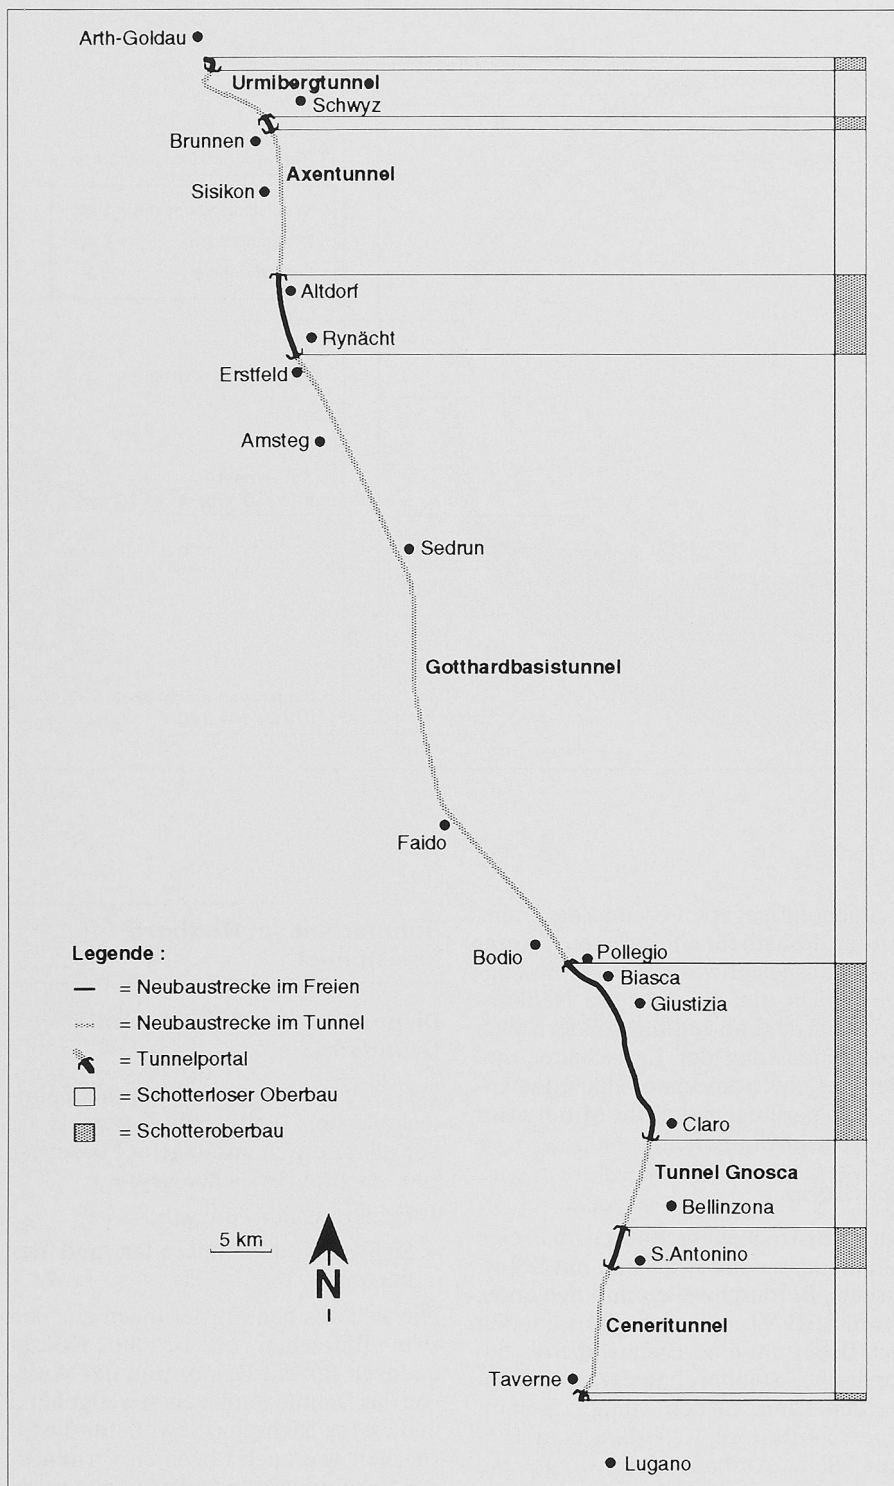 Arth-Goldau
Urmibergtunnel
Schwyz
Brunnen
Axentunnel
Sisikon
Altdorf
Rynächt
Erstfeld
Amsteg
Sedrun
Gotthardbasistunnel
Faido
Bodio
Pollegio
Biasca
Giustizia
Legende :
= Neubaustrecke im Freien
= Neubaustrecke im Tunnel
= Tunnelportal
= Schotterloser Oberbau
= Schotteroberbau
Claro
Tunnel Gnosca
Bellinzona
5 km
N
S.Antonino
Ceneritunnel
Taverne
Lugano